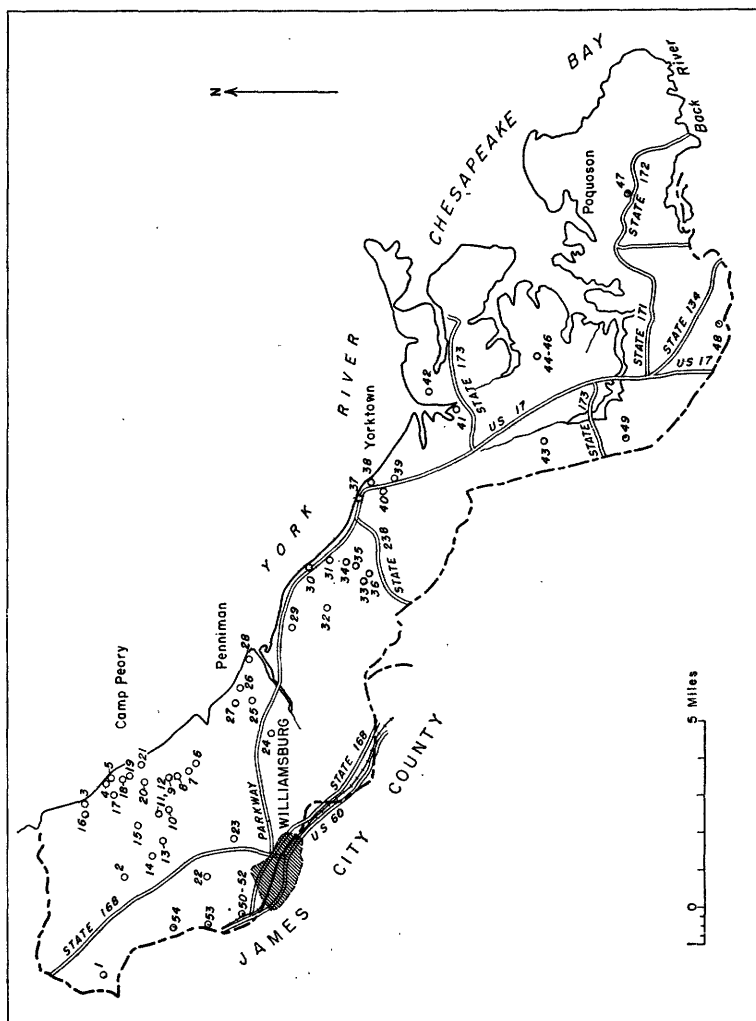 N
CHESAPEAKE
BAY
Back
River
Poquoson
47
STATE 172
STATE 171
STATE 134
48
US 17
44-46
STATE 173
42
41
US 17
173
STATE
49
43
YORK
RIVER
Yorktown
37
38
39
40
STATE 238
30
31
34
35
33
36
32
29
Penniman
28
27
26
25
24
Camp Peory
3
16
5
4
17
18
19
21
20
11, 12
9
8
7
6
10
15
13
14
2
23
22
PARKWAY
WILLIAMSBURG
STATE 168
US 60
STATE 168
1
54
53
50-52
JAMES
CITY
COUNTY
0
5 Miles